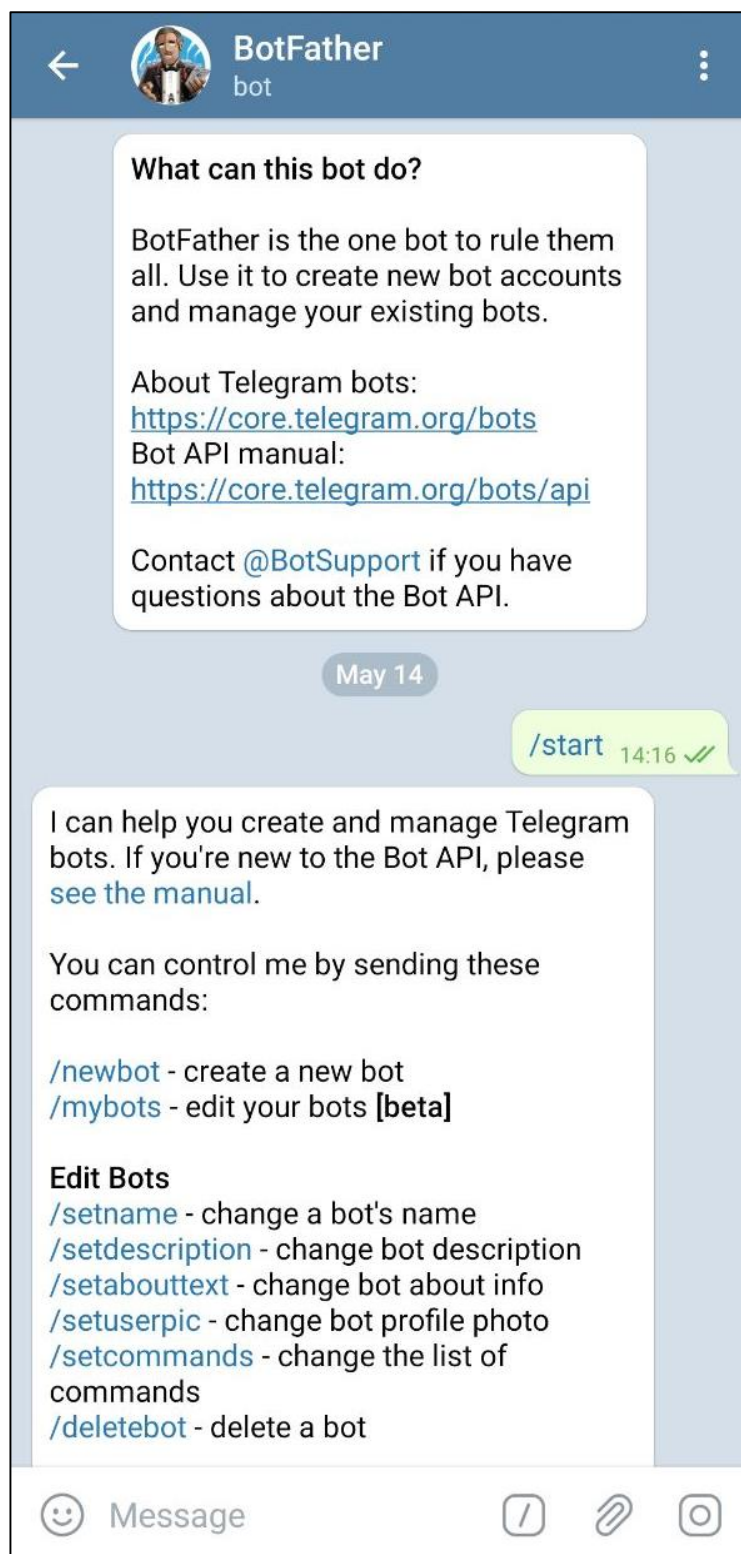 BotFather
bot
What can this bot do?
BotFather is the one bot to rule them
all. Use it to create new bot accounts
and manage your existing bots.
About Telegram bots:
https://core.telegram.org/bots
Bot API manual:
https://core.telegram.org/bots/api
Contact @BotSupport if you have
questions about the Bot API.
May 14
/start 14:16
I can help you create and manage Telegram
bots. If you're new to the Bot API, please
see the manual.
You can control me by sending these
commands:
/newbot - create a new bot
/mybots - edit your bots [beta]
Edit Bots
/setname - change a bot's name
/setdescription - change bot description
/setabouttext - change bot about info
/setuserpic - change bot profile photo
/setcommands - change the list of
commands
/deletebot - delete a bot
Message